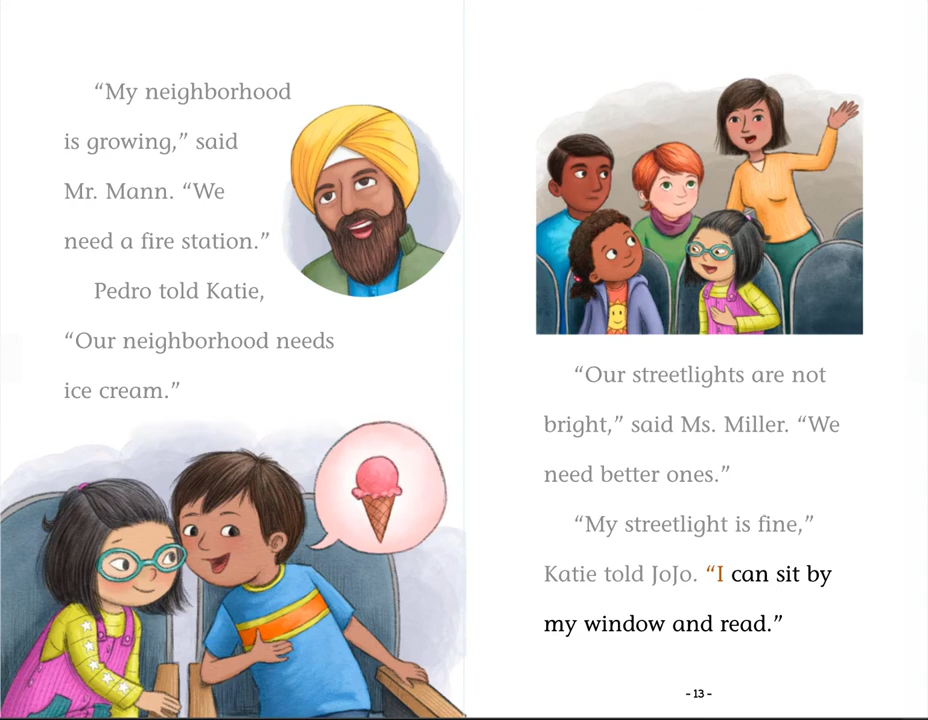 “My neighborhood
is growing,” said
Mr. Mann. “We
need a fire station.”
Pedro told Katie,
“Our neighborhood needs
ice cream.”
“Our streetlights are not
bright,” said Ms. Miller. “We
need better ones.”
“My streetlight is fine,”
Katie told JoJo. “I can sit by
my window and read.”
- 13 -